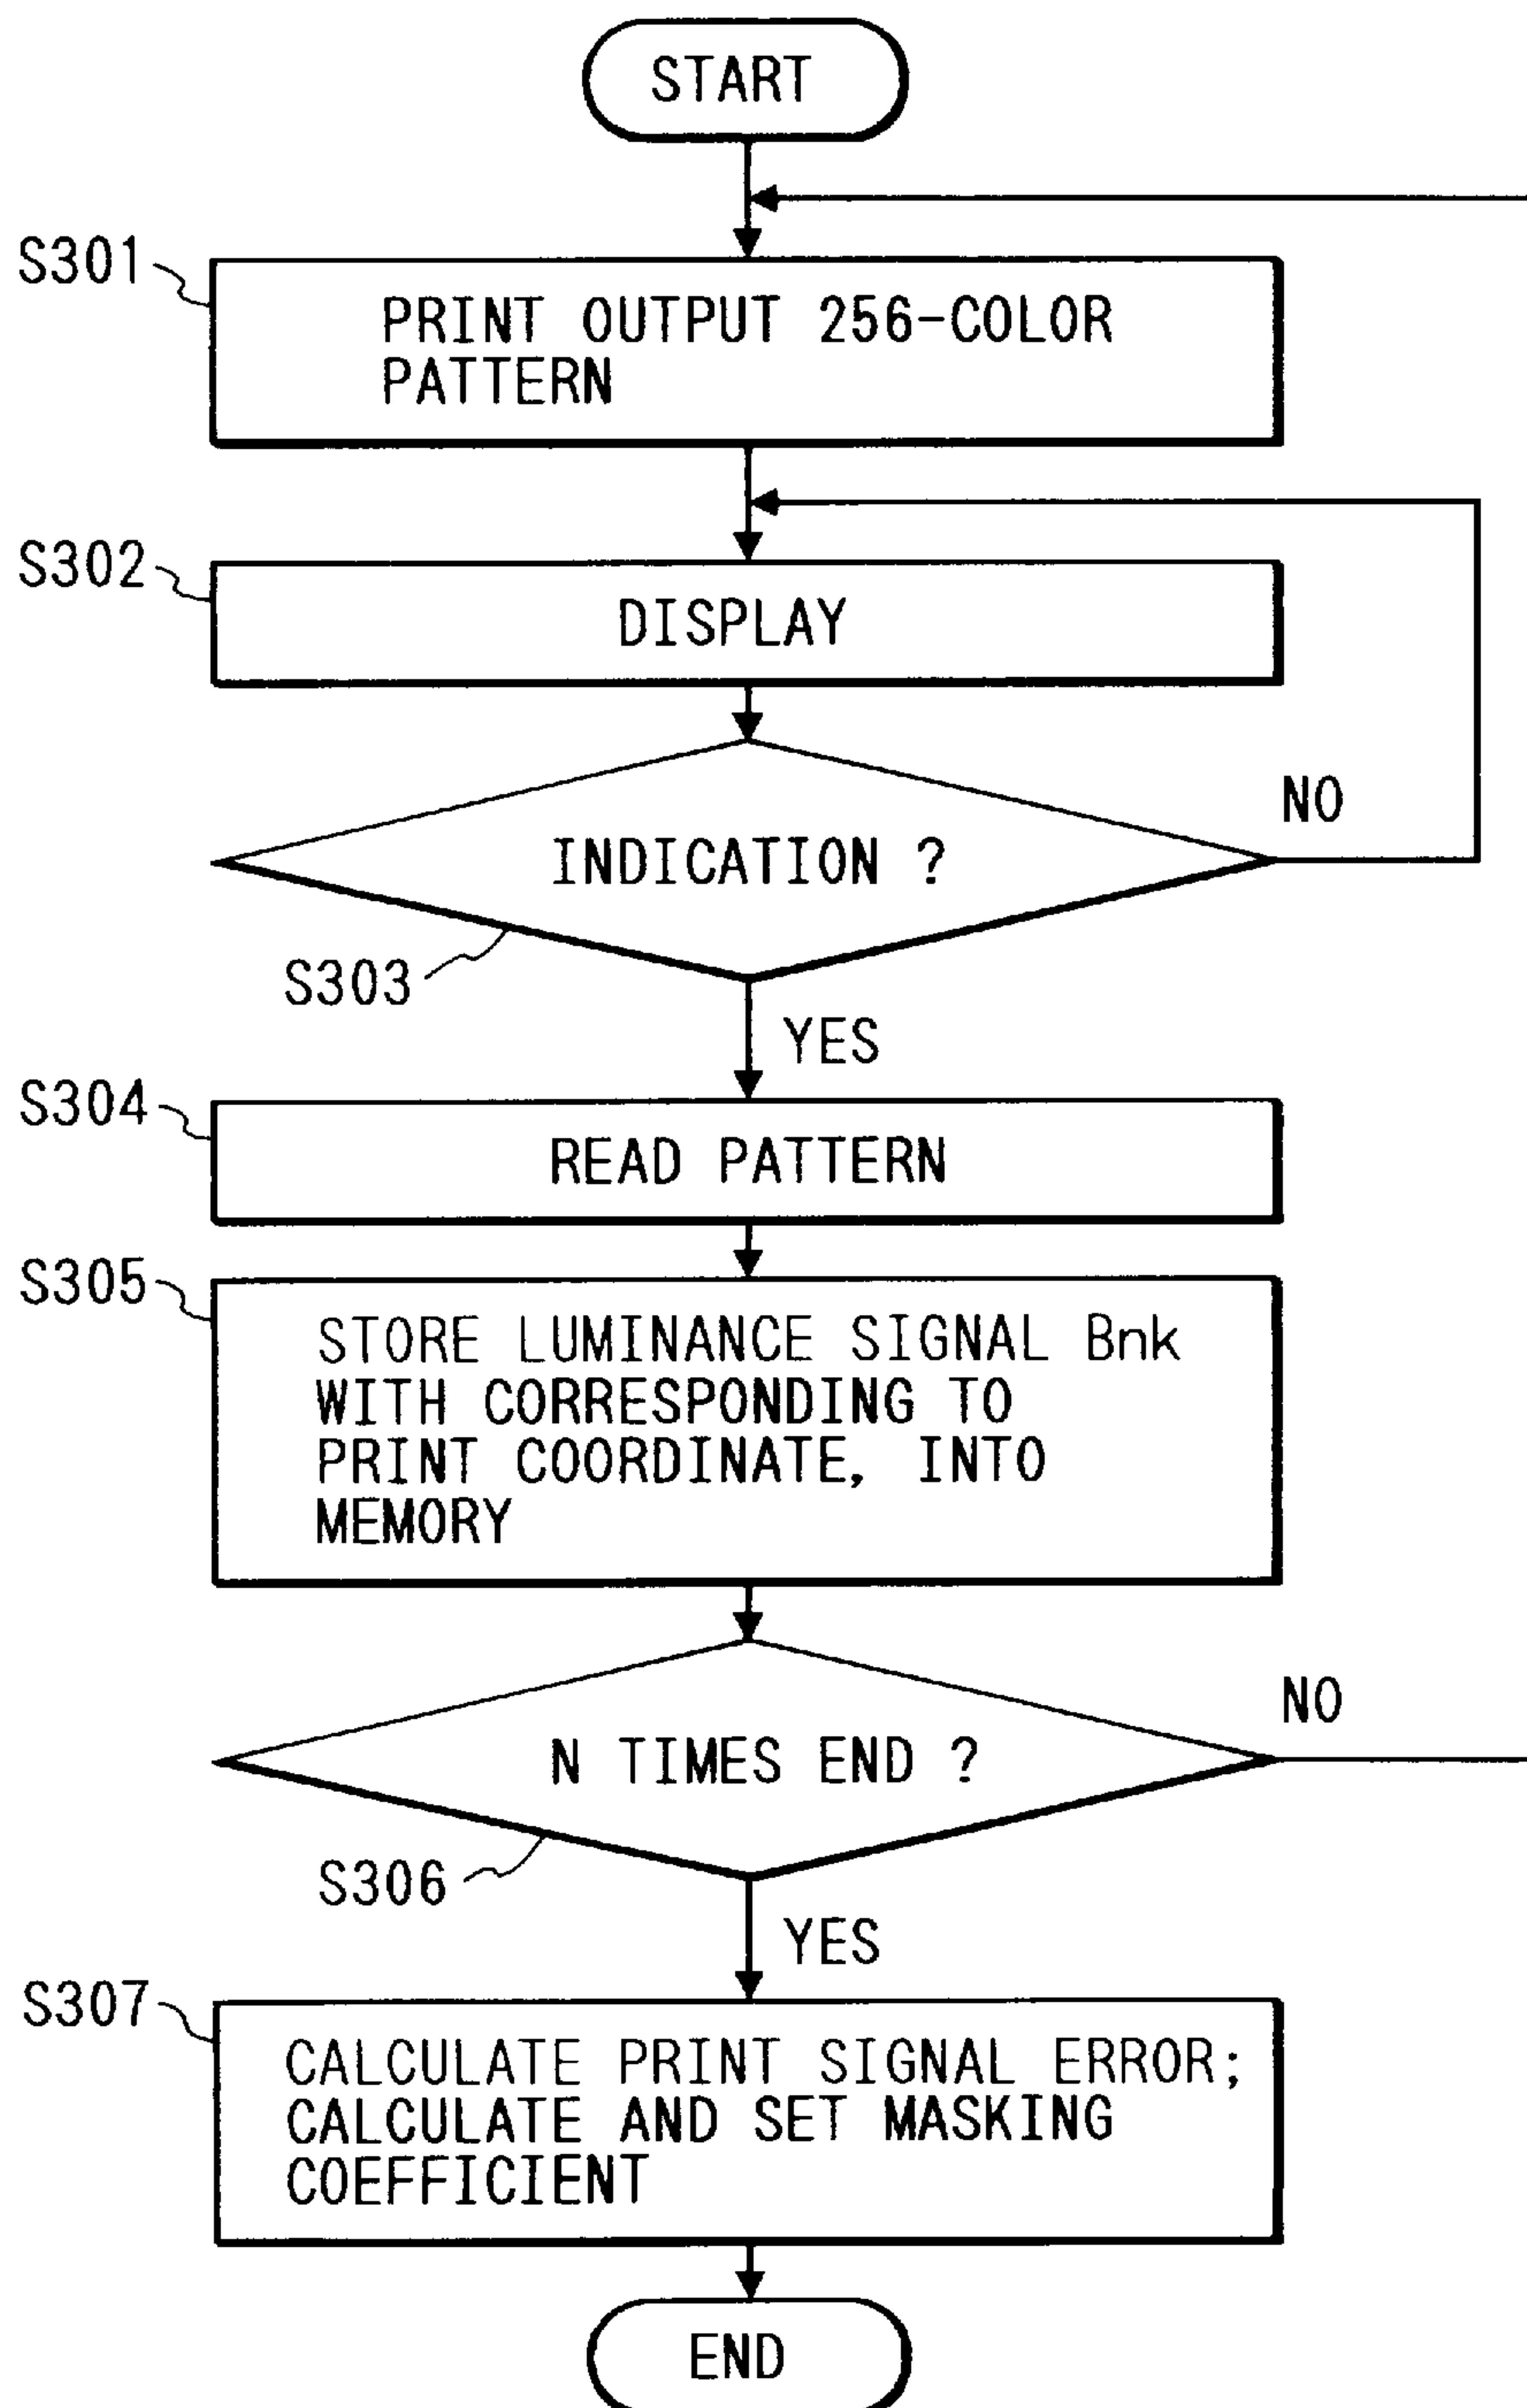 START
S301
PRINT OUTPUT 256-COLOR
PATTERN
S302
DISPLAY
NO
INDICATION ?
S303
YES
S304
READ PATTERN
S305
STORE LUMINANCE SIGNAL Bnk
WITH CORRESPONDING TO
PRINT COORDINATE, INTO
MEMORY
NO
N TIMES END ?
S306
YES
S307
CALCULATE PRINT SIGNAL ERROR;
CALCULATE AND SET MASKING
COEFFICIENT
END